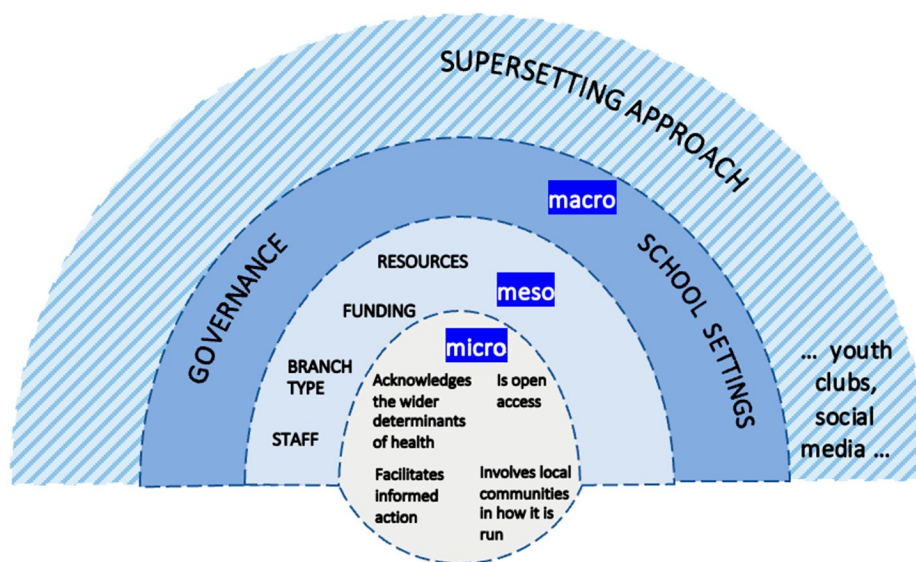 SUPERSETTING APPROACH
macro
GOVERNANCE
SCHOOL SETTINGS
RESOURCES
meso
FUNDING
micro
BRANCH
TYPE
STAFF
Acknowledges
the wider
determinants
of health
Is open
access
Facilitates
informed
action
Involves local
communities
in how it is
run
... youth
clubs,
social
media ...